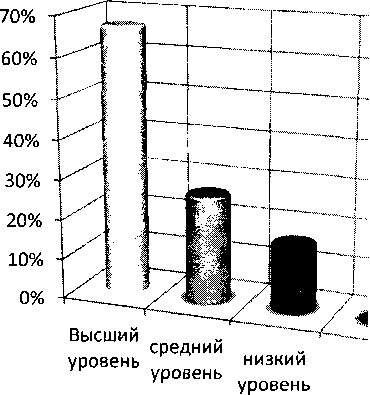 70%
60%
50%
40%
30%
20%
10%
0%
Высший
уровень
средний
уровень
низкий
уровень